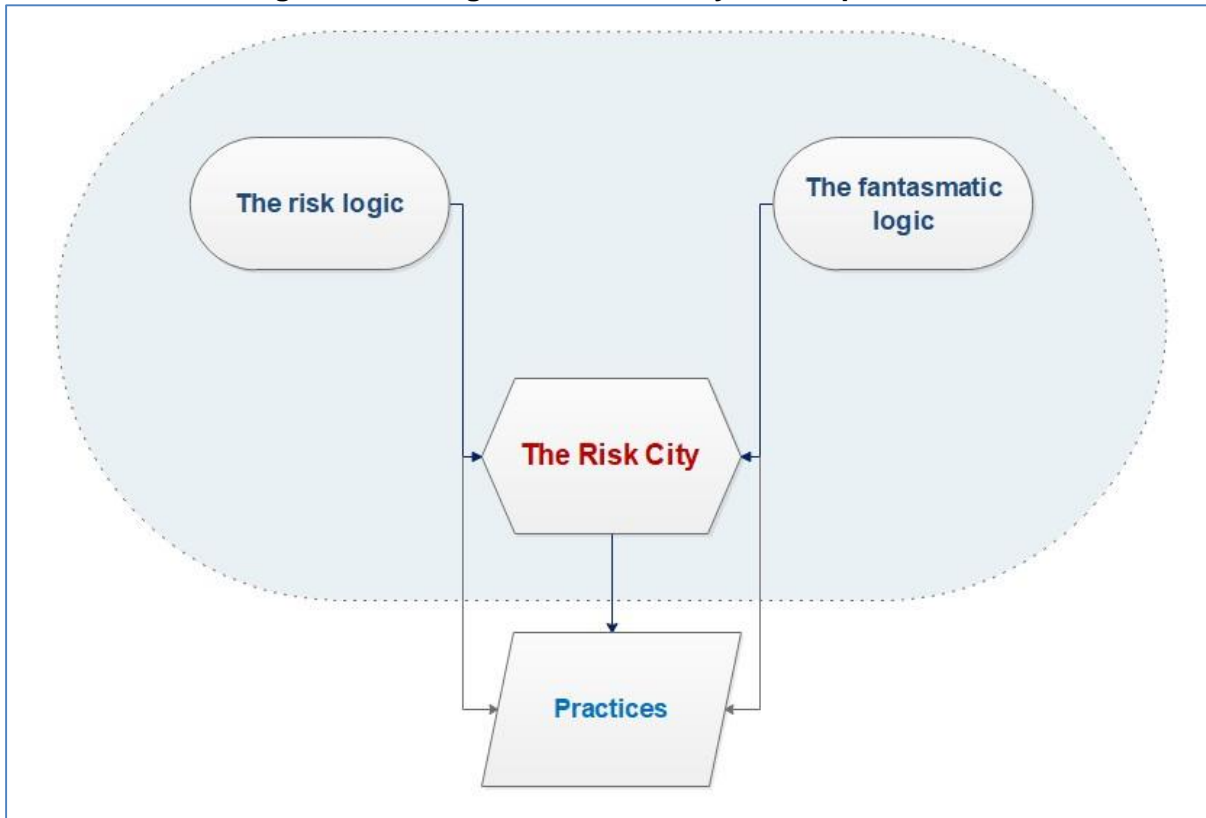 The risk logic
The fantasmatic
logic
The Risk City
Practices